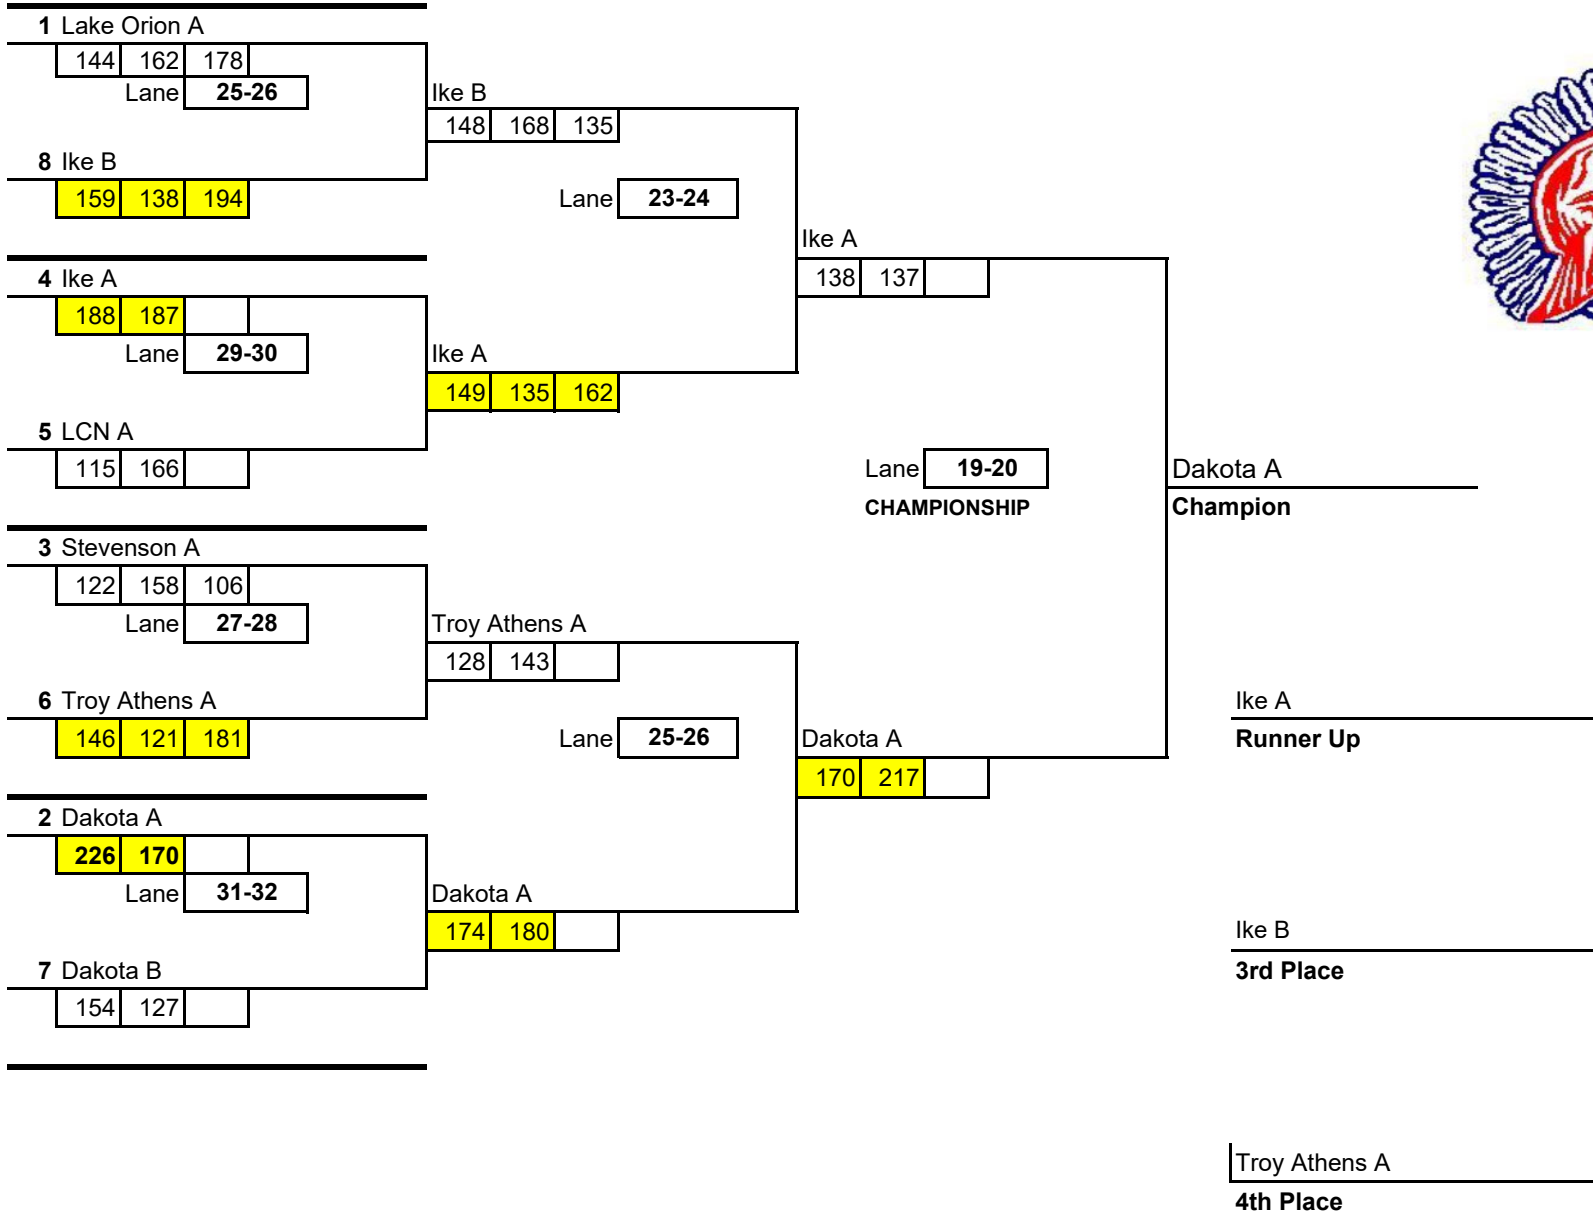 1 Lake Orion A
144 162 178
Lane 25-26
8 Ike B
159 138 194
4 Ike A
188 187
Lane 29-30
5 LCN A
115 166
3 Stevenson A
122 158 106
Lane 27-28
6 Troy Athens A
146 121 181
2 Dakota A
226 170
Lane 31-32
7 Dakota B
154 127
Ike B
148 168 135
Lane 23-24
Ike A
149 135 162
Troy Athens A
128 143
Lane 25-26
Dakota A
174 180
Ike A
138 137
Lane 19-20
CHAMPIONSHIP
Dakota A
170 217
Dakota A
Champion
Ike A
Runner Up
Ike B
3rd Place
Troy Athens A
4th Place